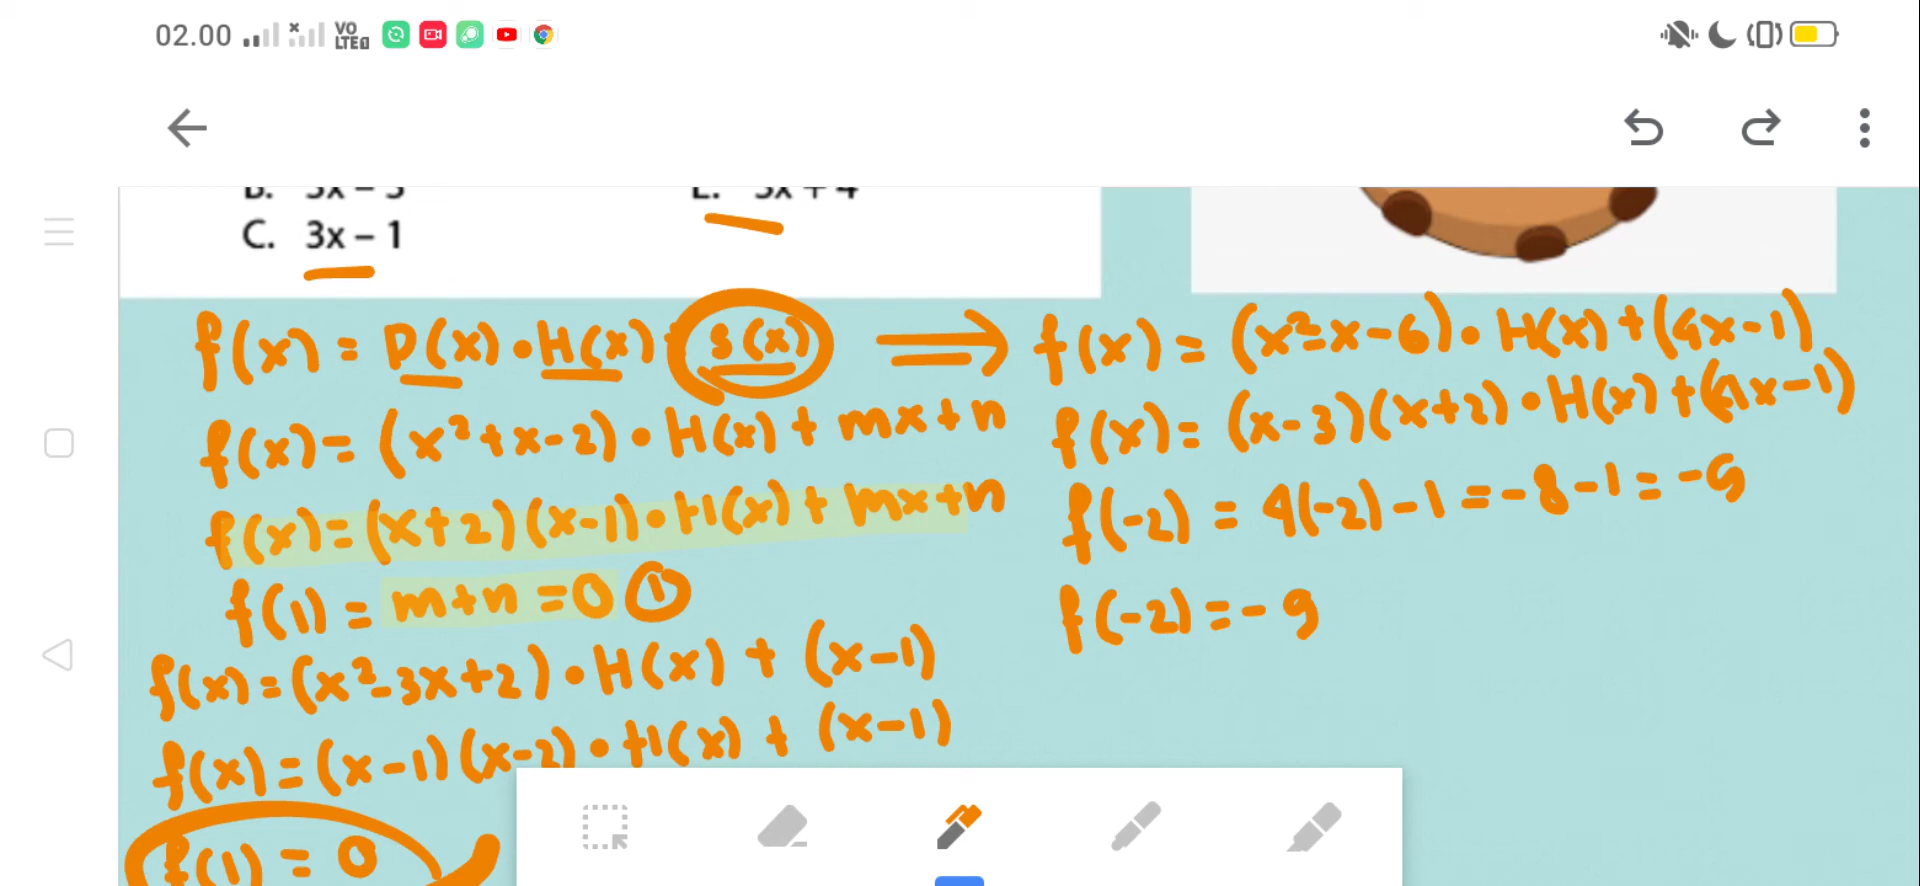 02.00
VO
LTE
C. 3x – 1
f(x) = P(x) • H(x) + S(x) ⟹ f(x) = (x²-x-6) • H(x) + (4x-1)
f(x) = (x²+x-2) • H(x) + mx+n
f(x) = (x-3)(x+2) • H(x) + (4x-1)
f(x) = (x+2)(x-1) • H(x) + mx+n
f(-2) = 4(-2)-1 = -8-1 = -9
f(1) = m+n = 0 ①
f(-2) = -9
f(x) = (x²-3x+2) • H(x) + (x-1)
f(x) = (x-1)(x-2) • H(x) + (x-1)
f(1) = 0